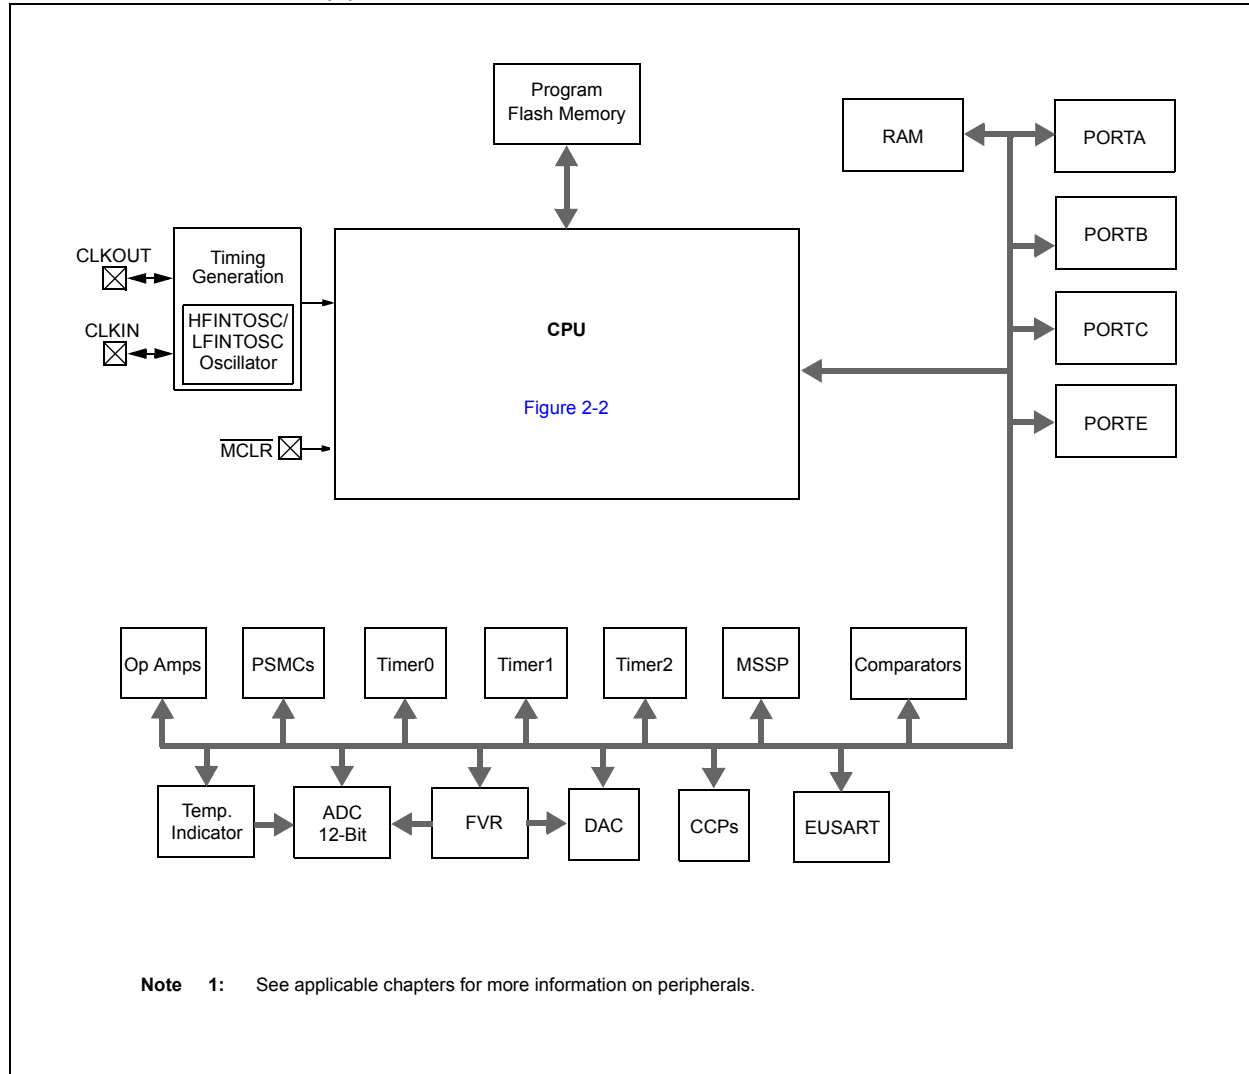 Program
Flash Memory
RAM
PORTA
PORTB
PORTC
PORTE
CLKOUT
CLKIN
Timing
Generation
HFINTOSC/
LFINTOSC
Oscillator
MCLR
CPU
Figure 2-2
Op Amps
PSMCs
Timer0
Timer1
Timer2
MSSP
Comparators
Temp.
Indicator
ADC
12-Bit
FVR
DAC
CCPs
EUSART
Note 1: See applicable chapters for more information on peripherals.